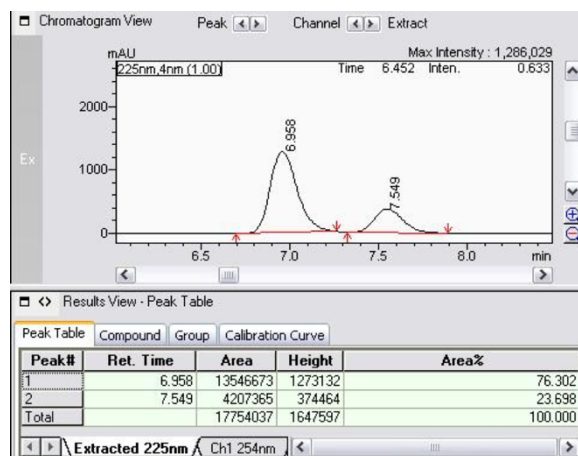 Chromatogram View Peak Channel Extract
mAU Max Intensity : 1,286,029
225nm,4nm (1.00) Time 6.452 Inten. 0.633
2000
6.958
Ex
1000
7.549
0
6.5 7.0 7.5 8.0 min
Results View - Peak Table
Peak Table Compound Group Calibration Curve
Peak# Ret. Time Area Height Area%
1 6.958 13546673 1273132 76.302
2 7.549 4207365 374464 23.698
Total 17754037 1647597 100.000
Extracted 225nm Ch1 254nm